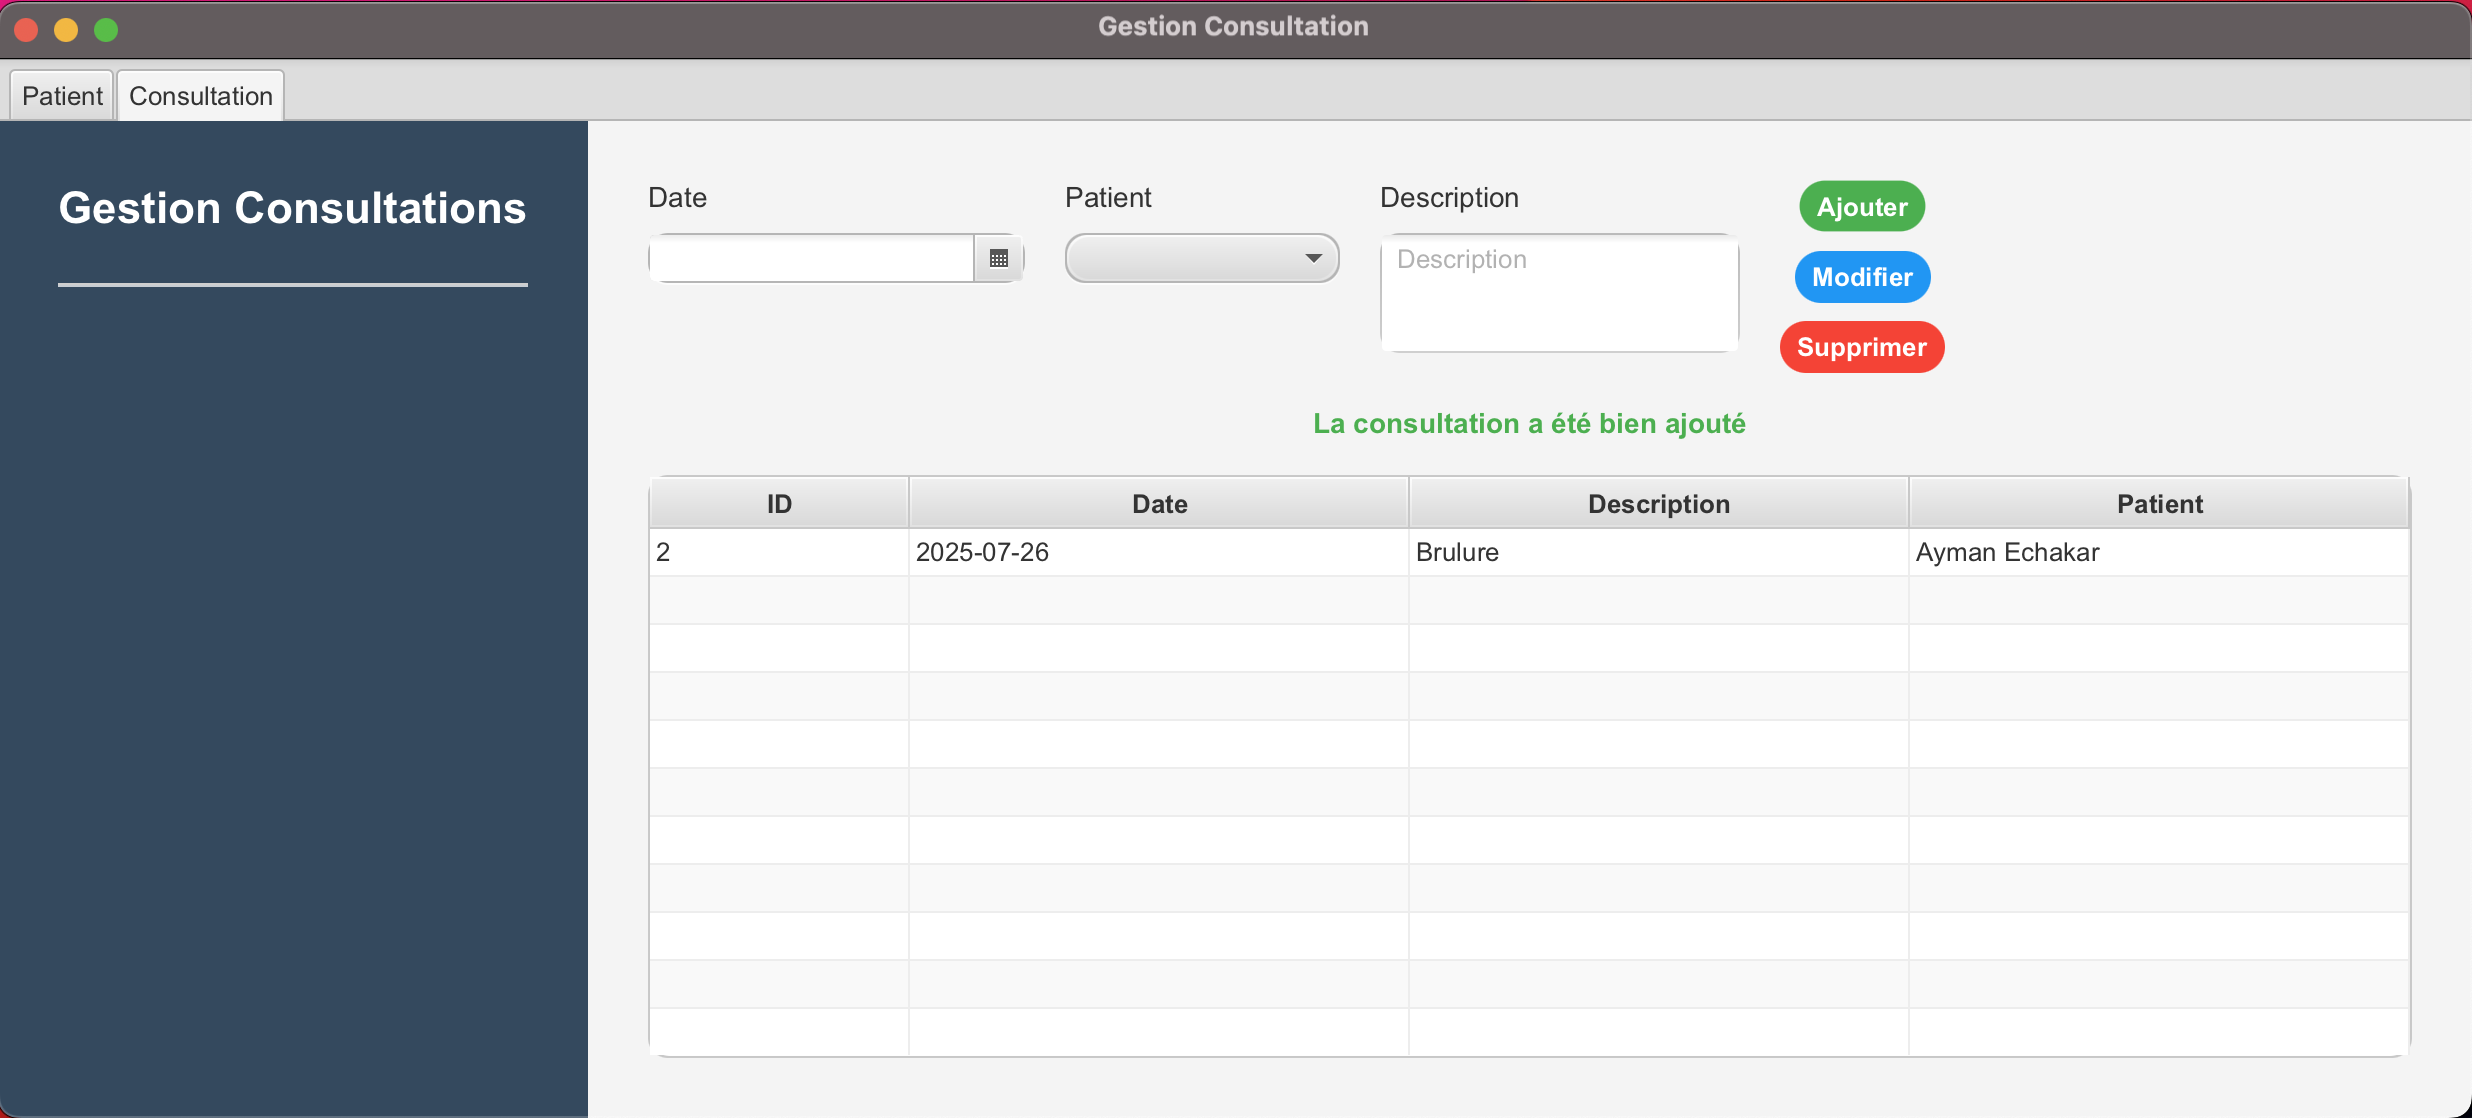 Gestion Consultation
Patient
Consultation
Gestion Consultations
Date
Patient
Description
Description
Ajouter
Modifier
Supprimer
La consultation a été bien ajouté
ID Date Description Patient
2 2025-07-26 Brulure Ayman Echakar